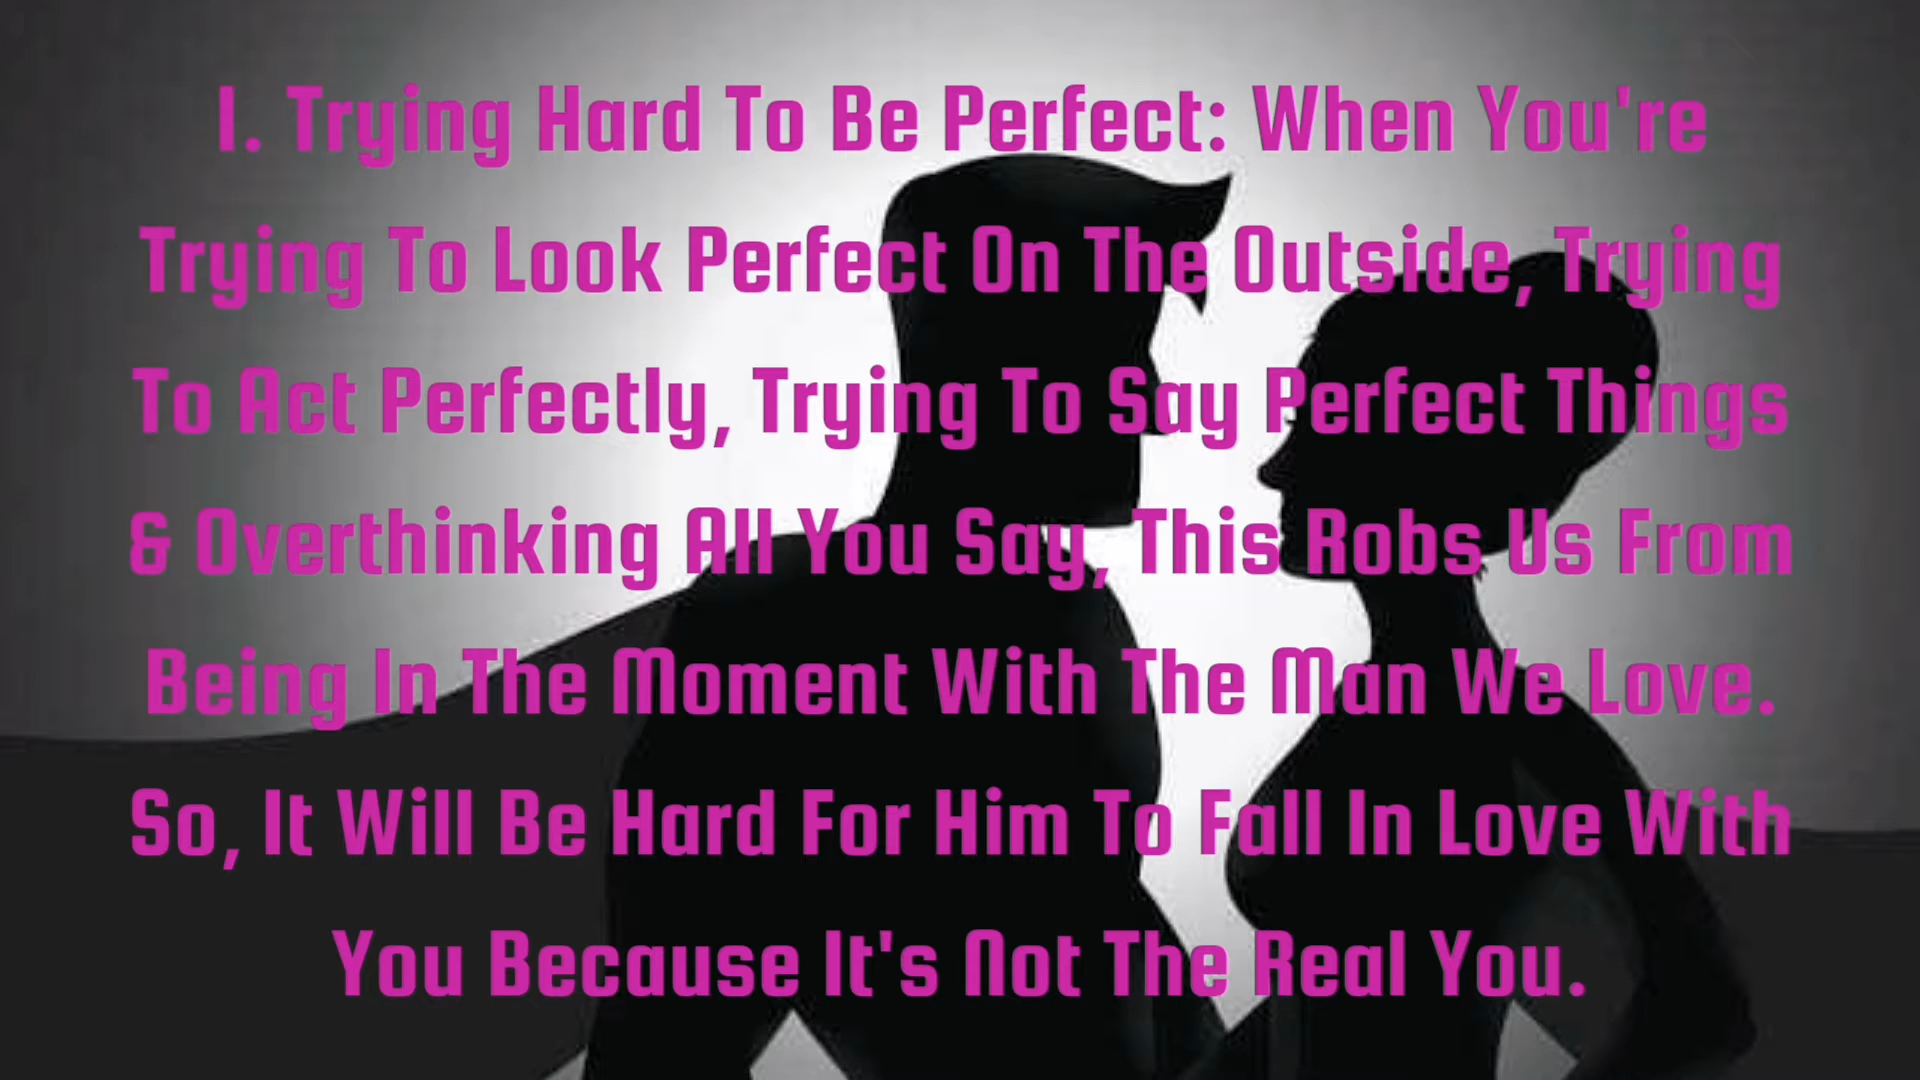 1. Trying Hard To Be Perfect: When You're
Trying To Look Perfect On The Outside, Trying
To Act Perfectly, Trying To Say Perfect Things
& Overthinking All You Say, This Robs Us From
Being In The Moment With The Man We Love.
So, It Will Be Hard For Him To Fall In Love With
You Because It's Not The Real You.